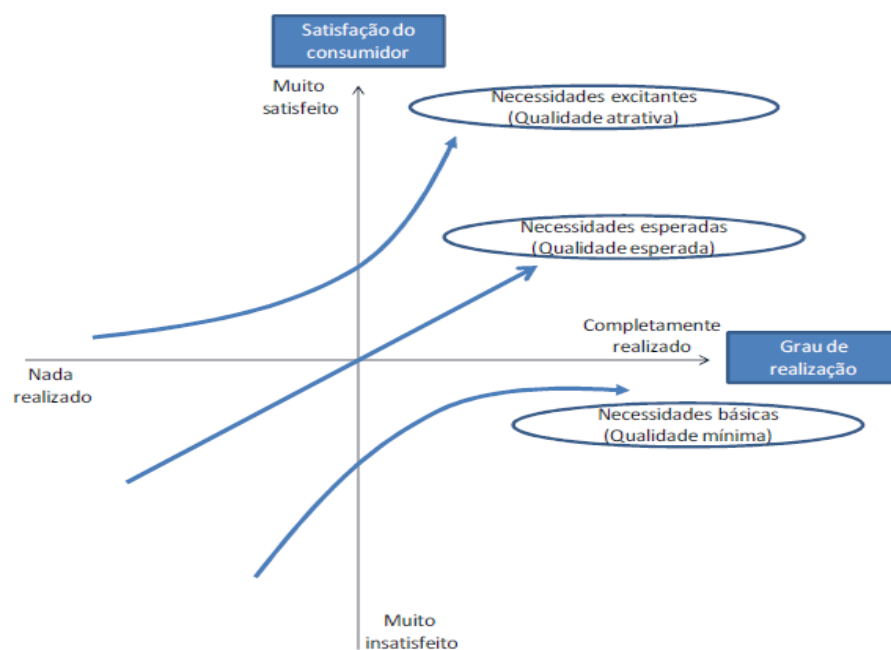 Satisfação do
consumidor
Muito
satisfeito
Necessidades excitantes
(Qualidade atrativa)
Necessidades esperadas
(Qualidade esperada)
Completamente
realizado
Grau de
realização
Nada
realizado
Necessidades básicas
(Qualidade mínima)
Muito
insatisfeito